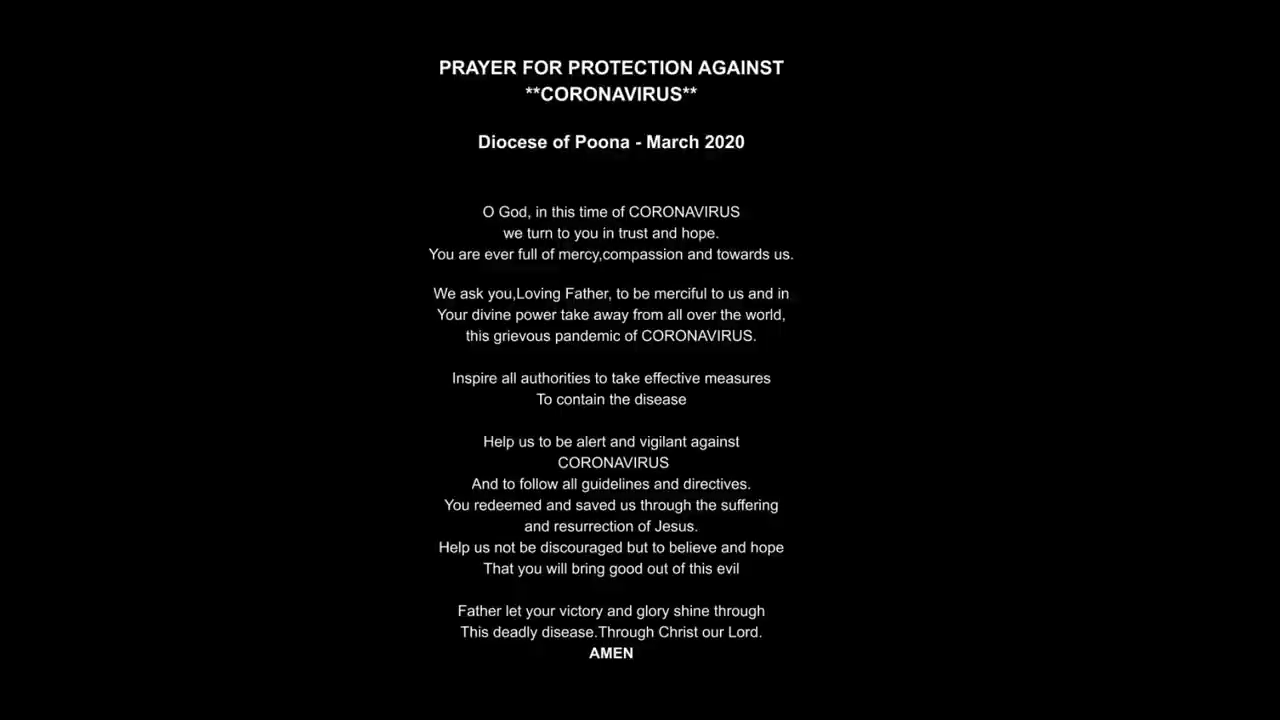 PRAYER FOR PROTECTION AGAINST
**CORONAVIRUS**
Diocese of Poona - March 2020
O God, in this time of CORONAVIRUS
we turn to you in trust and hope.
You are ever full of mercy,compassion and towards us.
We ask you,Loving Father, to be merciful to us and in
Your divine power take away from all over the world,
this grievous pandemic of CORONAVIRUS.
Inspire all authorities to take effective measures
To contain the disease
Help us to be alert and vigilant against
CORONAVIRUS
And to follow all guidelines and directives.
You redeemed and saved us through the suffering
and resurrection of Jesus.
Help us not be discouraged but to believe and hope
That you will bring good out of this evil
Father let your victory and glory shine through
This deadly disease.Through Christ our Lord.
AMEN